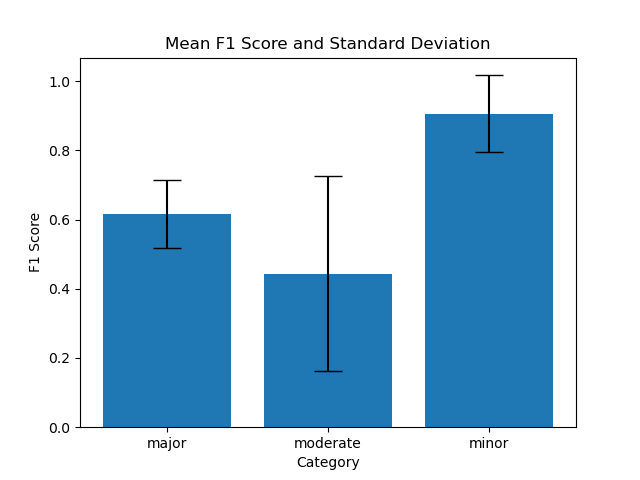 Mean F1 Score and Standard Deviation
1.0
0.8
0.6
0.4
0.2
0.0
F1 Score
major moderate minor
Category